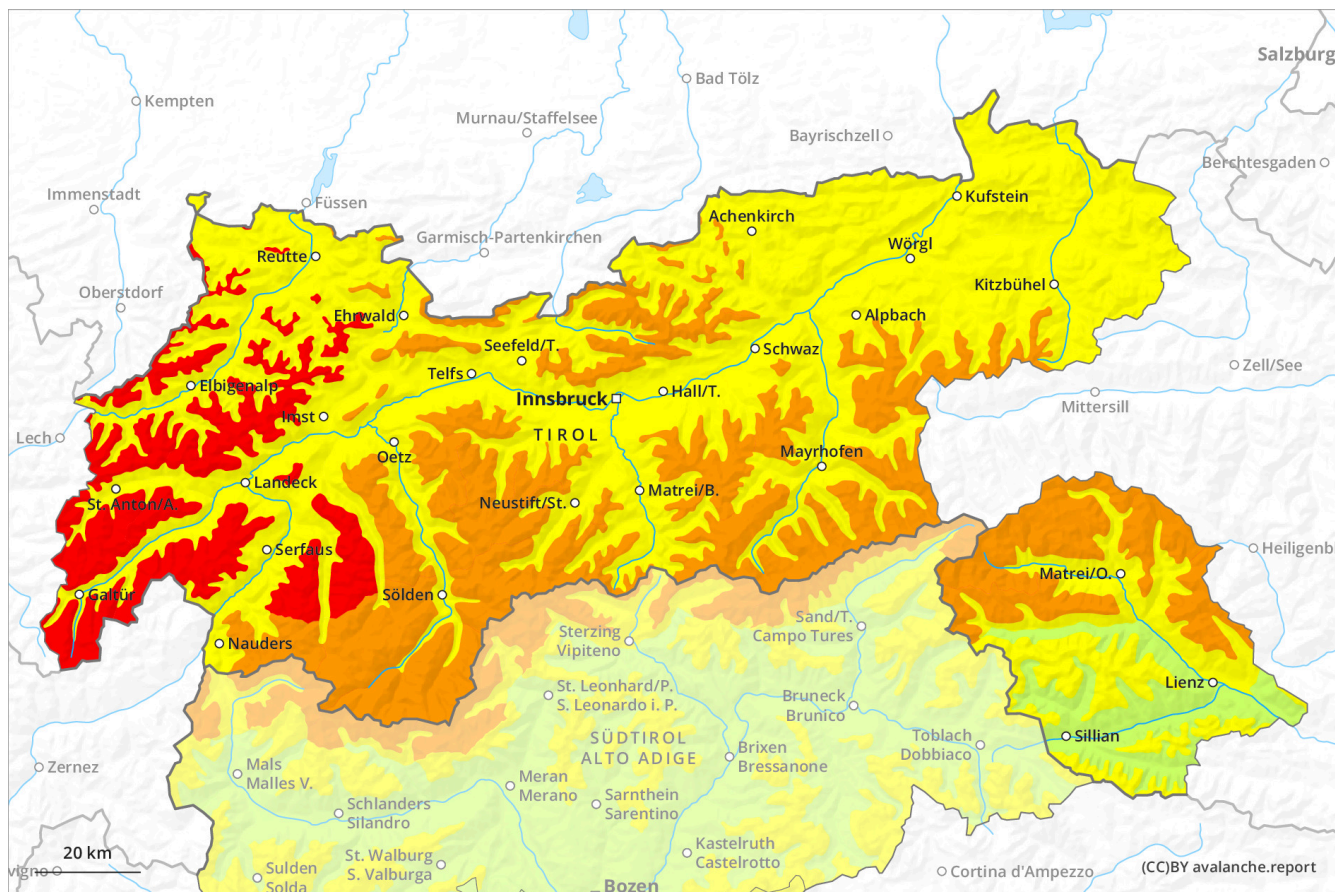 Salzburg
Bad Tölz
Kempten
Murnau/Staffelsee
Bayrischzell
Berchtesgaden
Immenstadt
Füssen
Kufstein
Achenkirch
Garmisch-Partenkirchen
Wörgl
Reutte
Kitzbühel
Oberstdorf
Ehrwald
Alpbach
Seefeld/T.
Schwaz
Zell/See
Telfs
Elbigenalp
Hall/T.
Innsbruck
Mittersill
Imst
Lech
TIROL
Oetz
Mayrhofen
Landeck
Matrei/B.
St. Anton/A.
Neustift/St.
Serfaus
Heiligenb
Matrei/O.
Galtür
Sölden
Sand/T.
Campo Tures
Sterzing
Vipiteno
Nauders
Lienz
St. Leonhard/P.
S. Leonardo i. P.
Bruneck
Brunico
Sillian
SÜDTIROL
ALTO ADIGE
Toblach
Dobbiaco
Brixen
Bressanone
Zernez
Mals
Malles V.
Meran
Merano
Sarnthein
Sarentino
Schlanders
Silandro
Kastelruth
Castelrotto
20 km
St. Walburg
S. Valburga
vigno
Sulden
Solda
Cortina d'Ampezzo
(CC)BY avalanche.report
Bozen